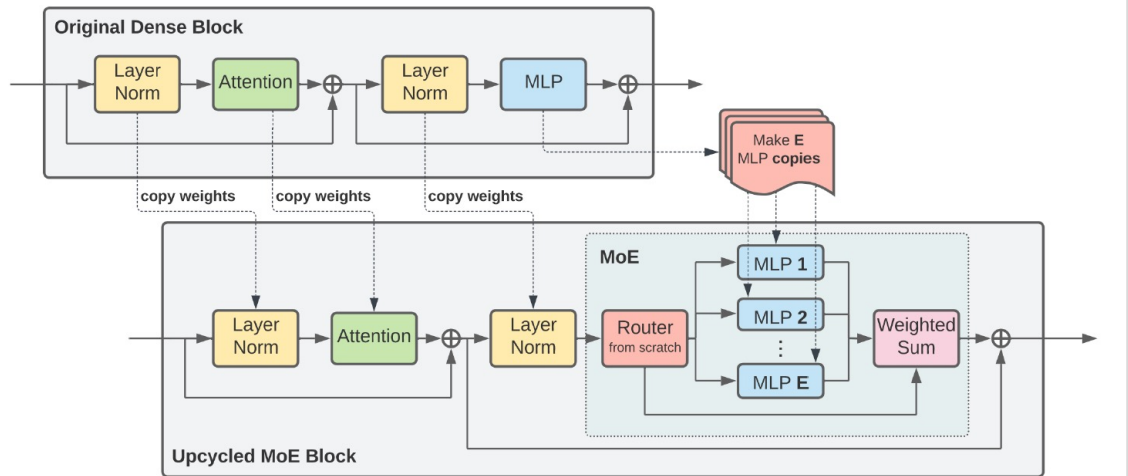 Original Dense Block
Layer
Norm
Attention
Layer
Norm
MLP
Make E
MLP copies
copy weights
copy weights
copy weights
MoE
MLP 1
Layer
Norm
Attention
Layer
Norm
Router
from scratch
MLP 2
⋮
MLP E
Weighted
Sum
Upcycled MoE Block